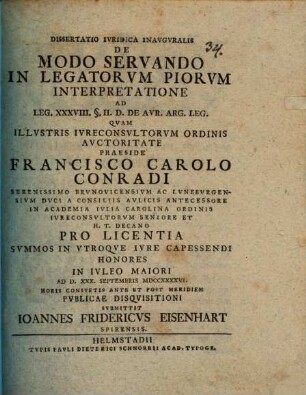 34.
DISSERTATIO IVRIDICA INAVGVRALIS
DE
MODO SERVANDO
IN LEGATORVM PIORVM
INTERPRETATIONE
AD
LEG. XXXVIII. §. II. D. DE AVR. ARG. LEG.
QVAM
ILLVSTRIS IVRECONSVLTORVM ORDINIS
AVCTORITATE
PRAESIDE
FRANCISCO CAROLO
CONRADI
SERENISSIMO BRVNOVICENSIVM AC LVNEBVRGEN-
SIVM DVCI A CONSILIIS AVLICIS ANTECESSORE
IN ACADEMIA IVLIA CAROLINA ORDINIS
IVRECONSVLTORVM SENIORE ET
H. T. DECANO
PRO LICENTIA
SVMMOS IN VTROQVE IVRE CAPESSENDI
HONORES
IN IVLEO MAIORI
AD D. XXX. SEPTEMBRIS MDCCXXXXVI.
HORIS CONSVETIS ANTE ET POST MERIDIEM
PVBLICAE DISQVISITIONI
SVBMITTIT
IOANNES FRIDERICVS EISENHART
SPIRENSIS.
HELMSTADII
TYPIS PAVLI DIETERICI SCHNORRII ACAD. TYPOGR.